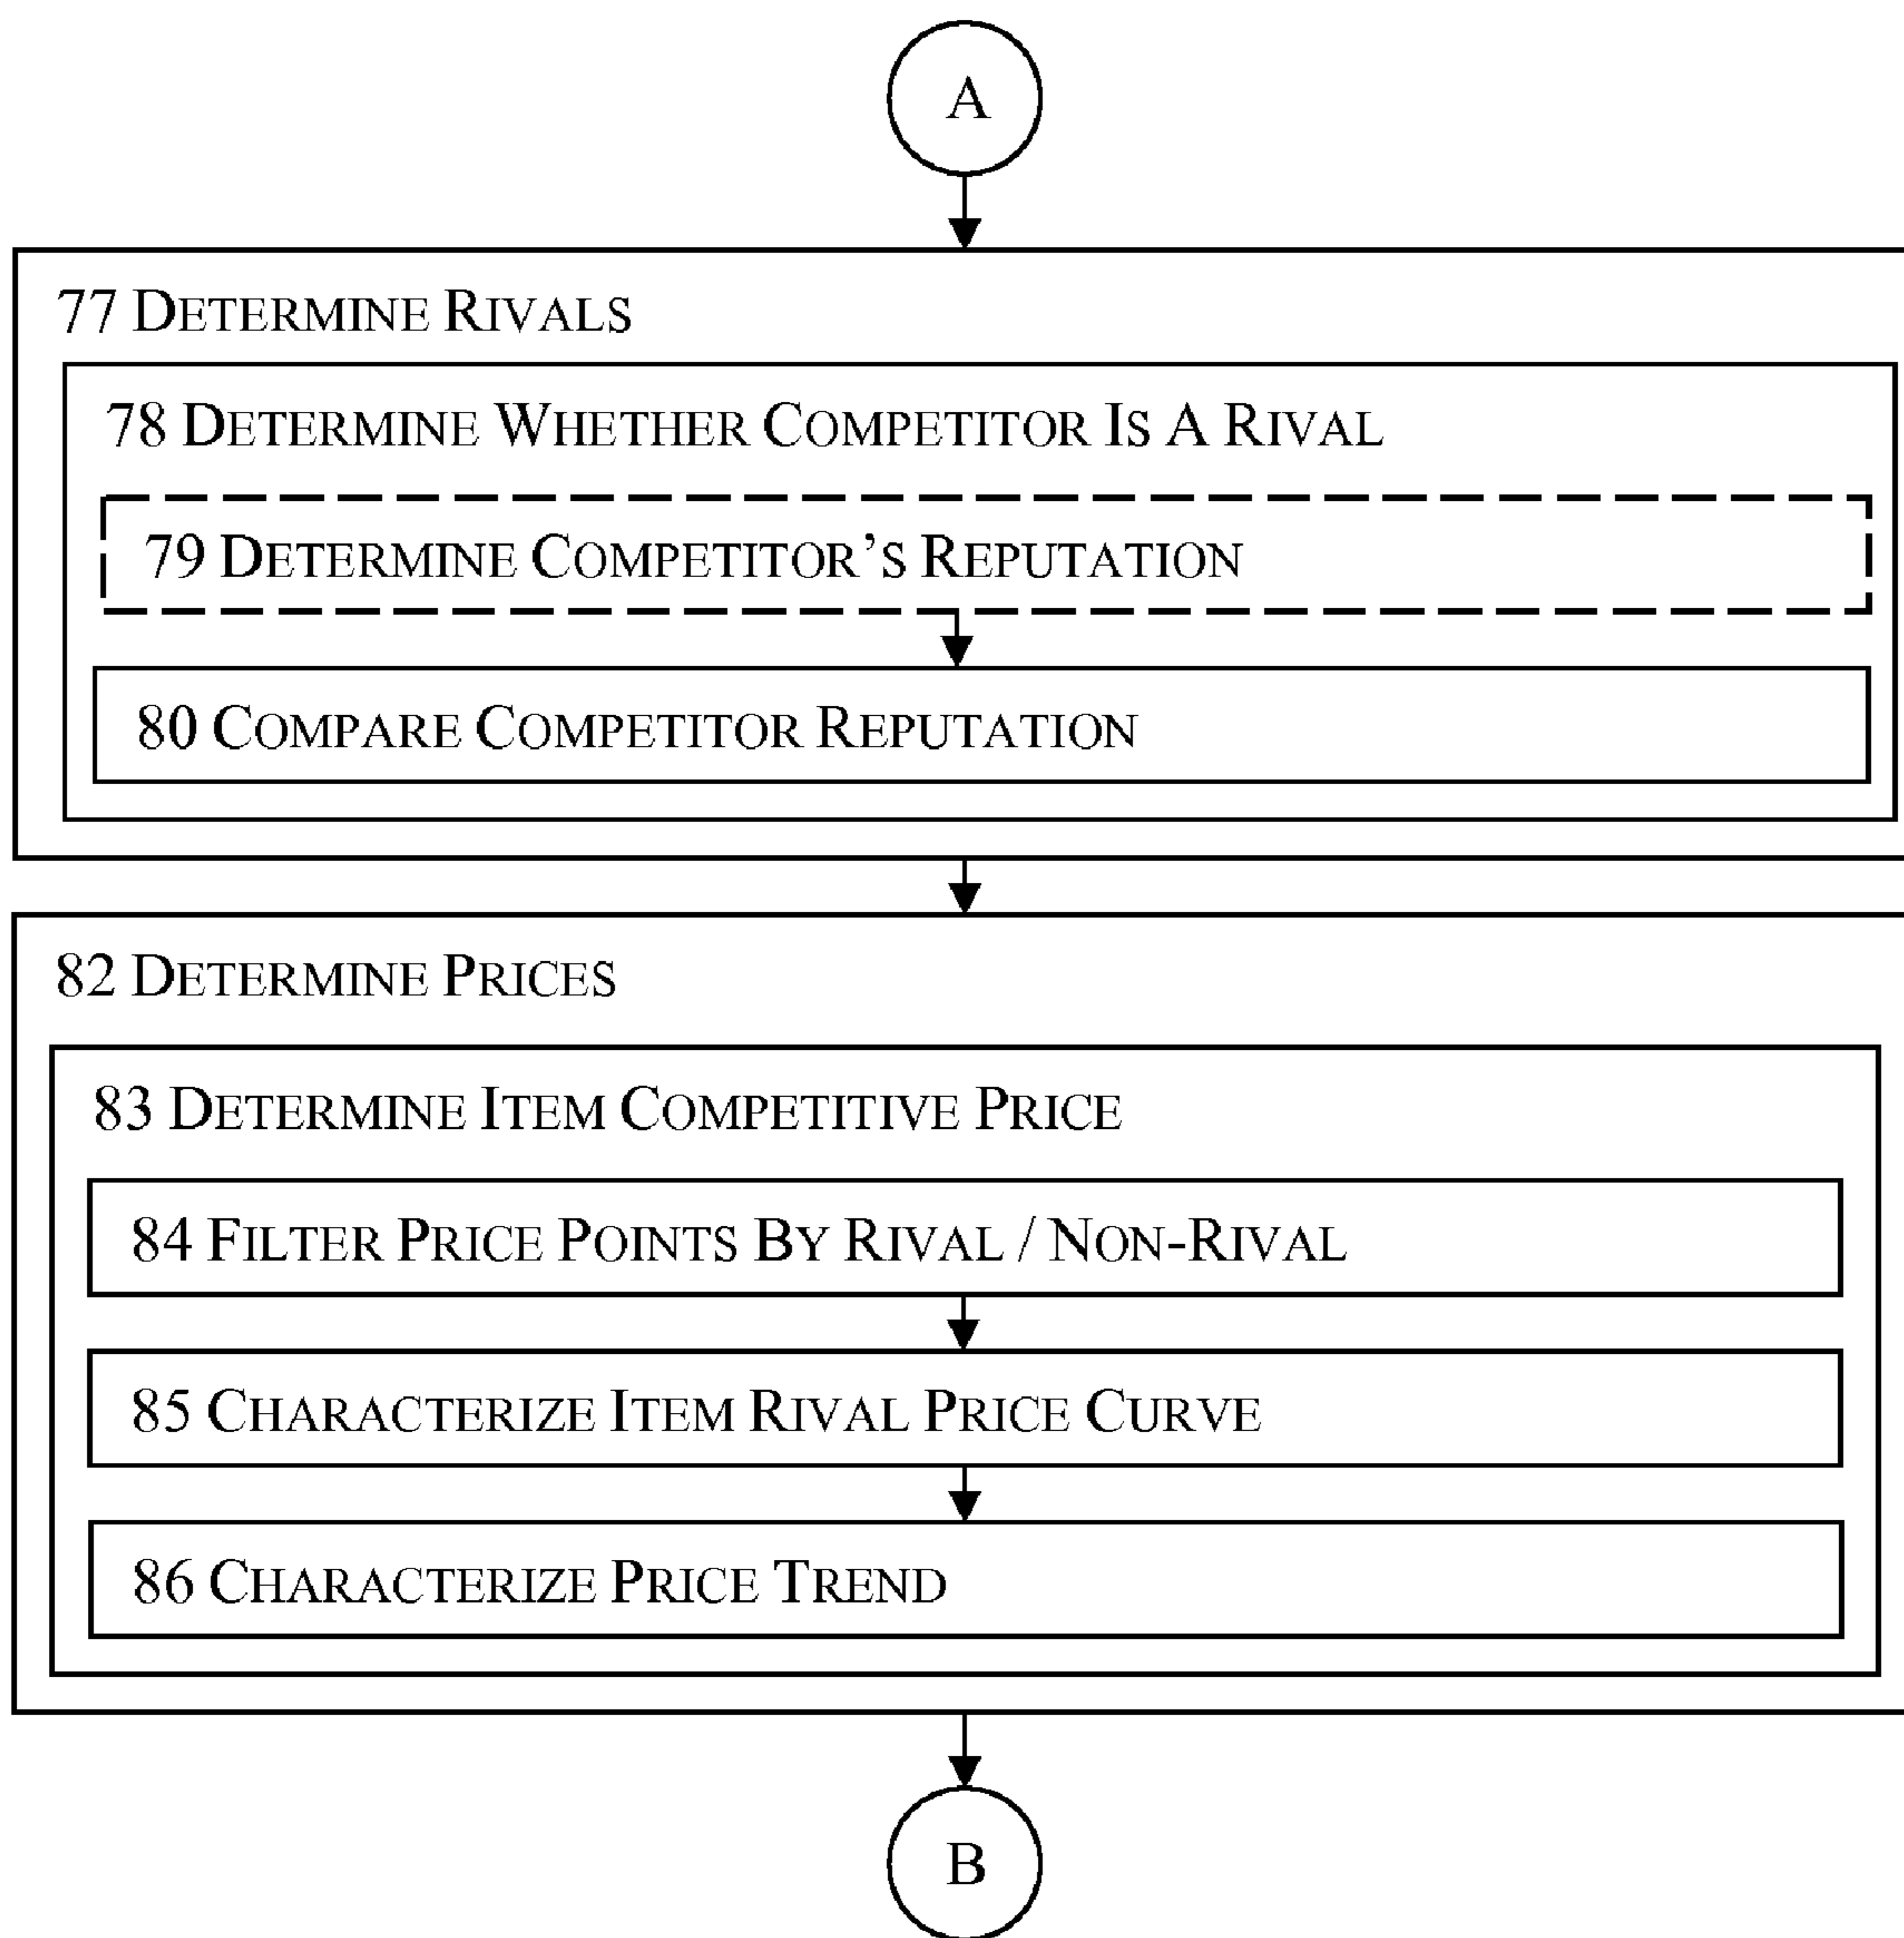 A
77 DETERMINE RIVALS
78 DETERMINE WHETHER COMPETITOR IS A RIVAL
79 DETERMINE COMPETITOR'S REPUTATION
80 COMPARE COMPETITOR REPUTATION
82 DETERMINE PRICES
83 DETERMINE ITEM COMPETITIVE PRICE
84 FILTER PRICE POINTS BY RIVAL / NON-RIVAL
85 CHARACTERIZE ITEM RIVAL PRICE CURVE
86 CHARACTERIZE PRICE TREND
B